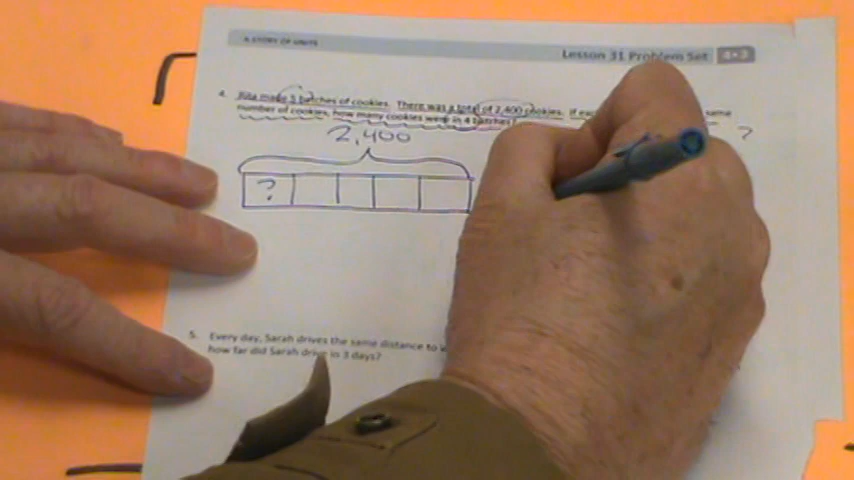 A STORY OF UNITS
Lesson 31 Problem Set 4•3
4. Rita made 5 batches of cookies. There was a total of 2,400 cookies. If each same
number of cookies, how many cookies were in 4 batches?
?
2,400
?
5. Every day, Sarah drives the same distance to
how far did Sarah drive in 3 days?